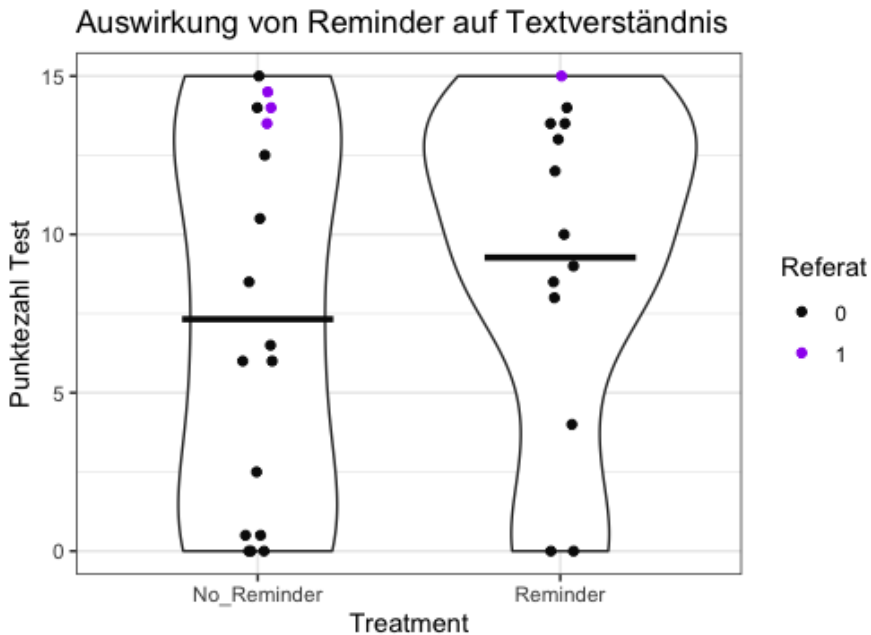 Auswirkung von Reminder auf Textverständnis
Punktezahl Test
15
10
5
0
No_Reminder
Reminder
Treatment
Referat
0
1